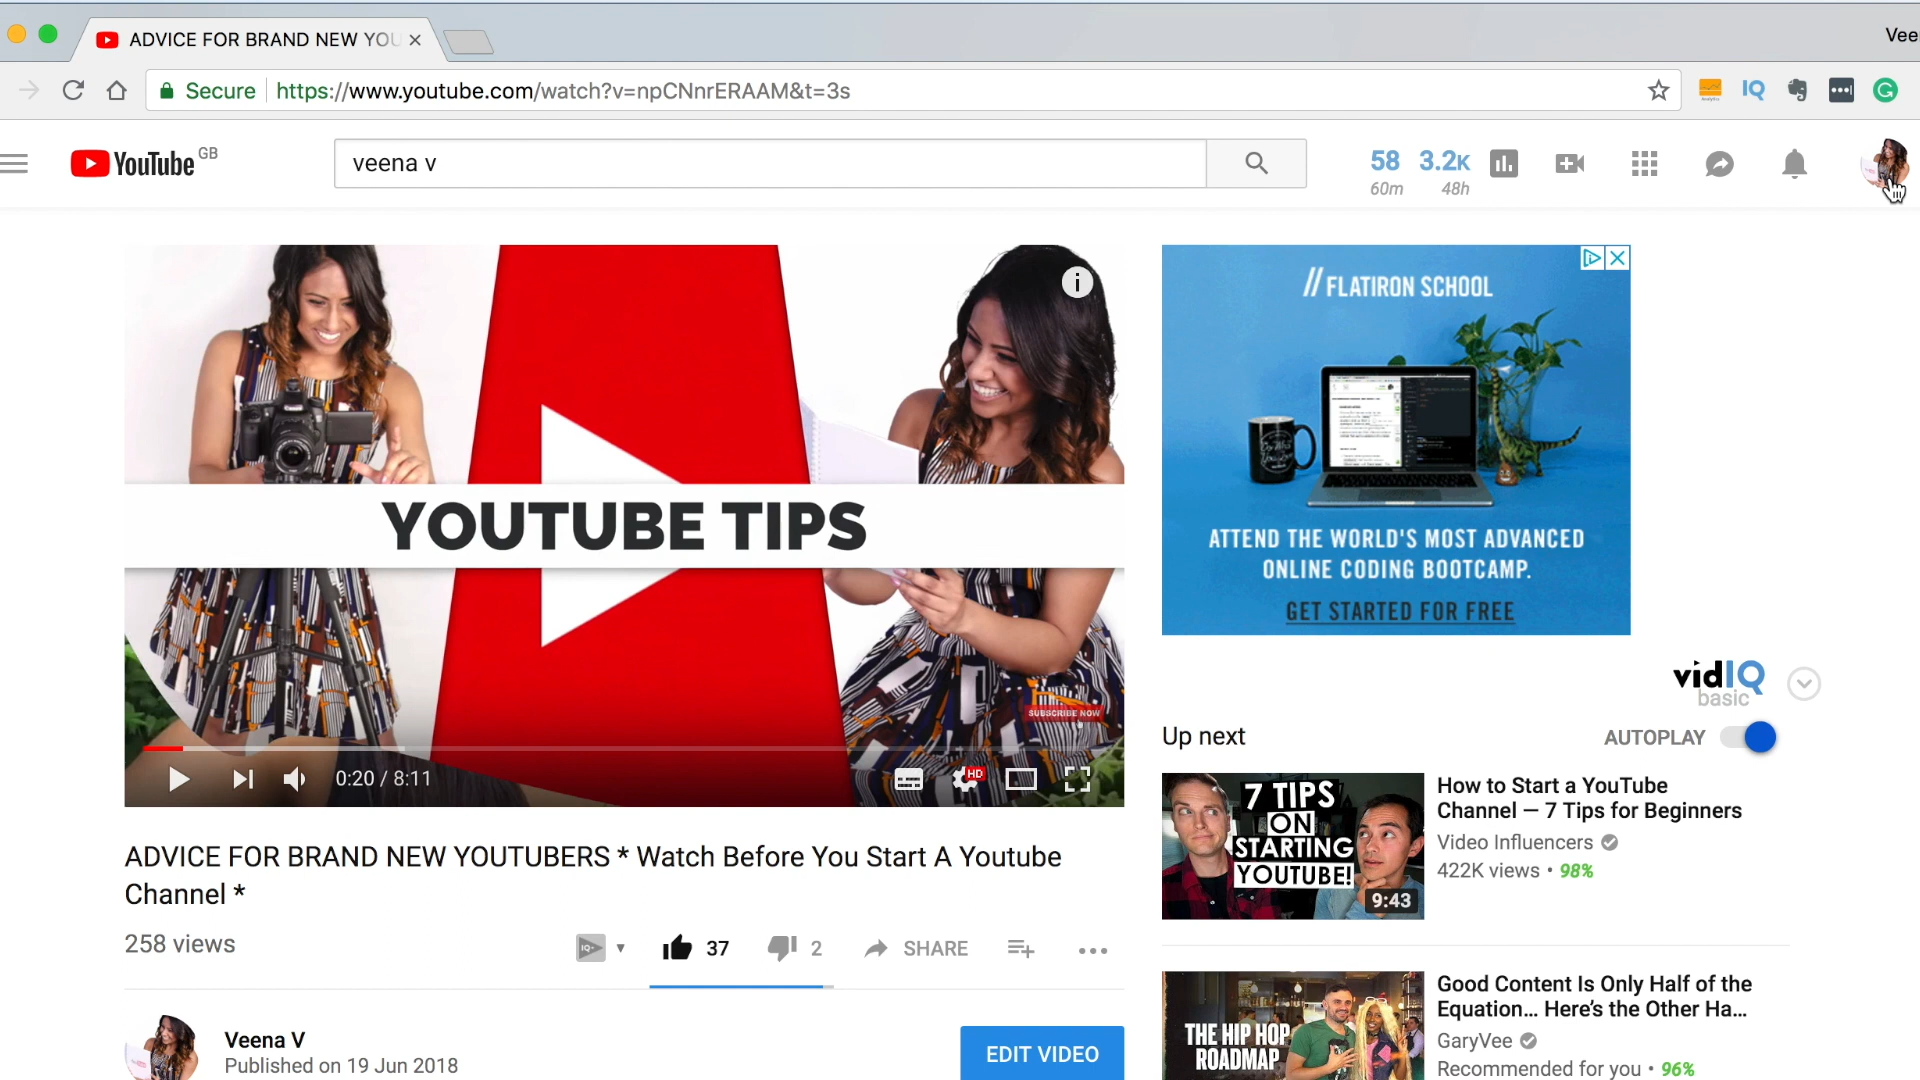 ADVICE FOR BRAND NEW YOU
Vee
Secure
https://www.youtube.com/watch?v=npCNnrERAAM&t=3s
IQ
YouTube GB
veena v
58
3.2K
60m
48h
YOUTUBE TIPS
SUBSCRIBE NOW
0:20 / 8:11
HD
ADVICE FOR BRAND NEW YOUTUBERS * Watch Before You Start A Youtube
Channel *
258 views
37
2
SHARE
Veena V
Published on 19 Jun 2018
EDIT VIDEO
// FLATIRON SCHOOL
ATTEND THE WORLD'S MOST ADVANCED
ONLINE CODING BOOTCAMP.
GET STARTED FOR FREE
vidIQ
basic
Up next
AUTOPLAY
7 TIPS
ON
STARTING
YOUTUBE!
9:43
How to Start a YouTube
Channel — 7 Tips for Beginners
Video Influencers
422K views • 98%
THE HIP HOP
ROADMAP
Good Content Is Only Half of the
Equation... Here's the Other Ha...
GaryVee
Recommended for you • 96%